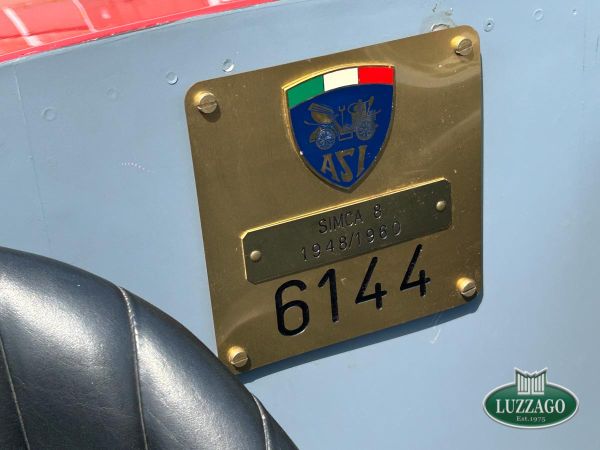 ASI
SIMCA 8
1948/1960
6144
LUZZAGO
Est.1975